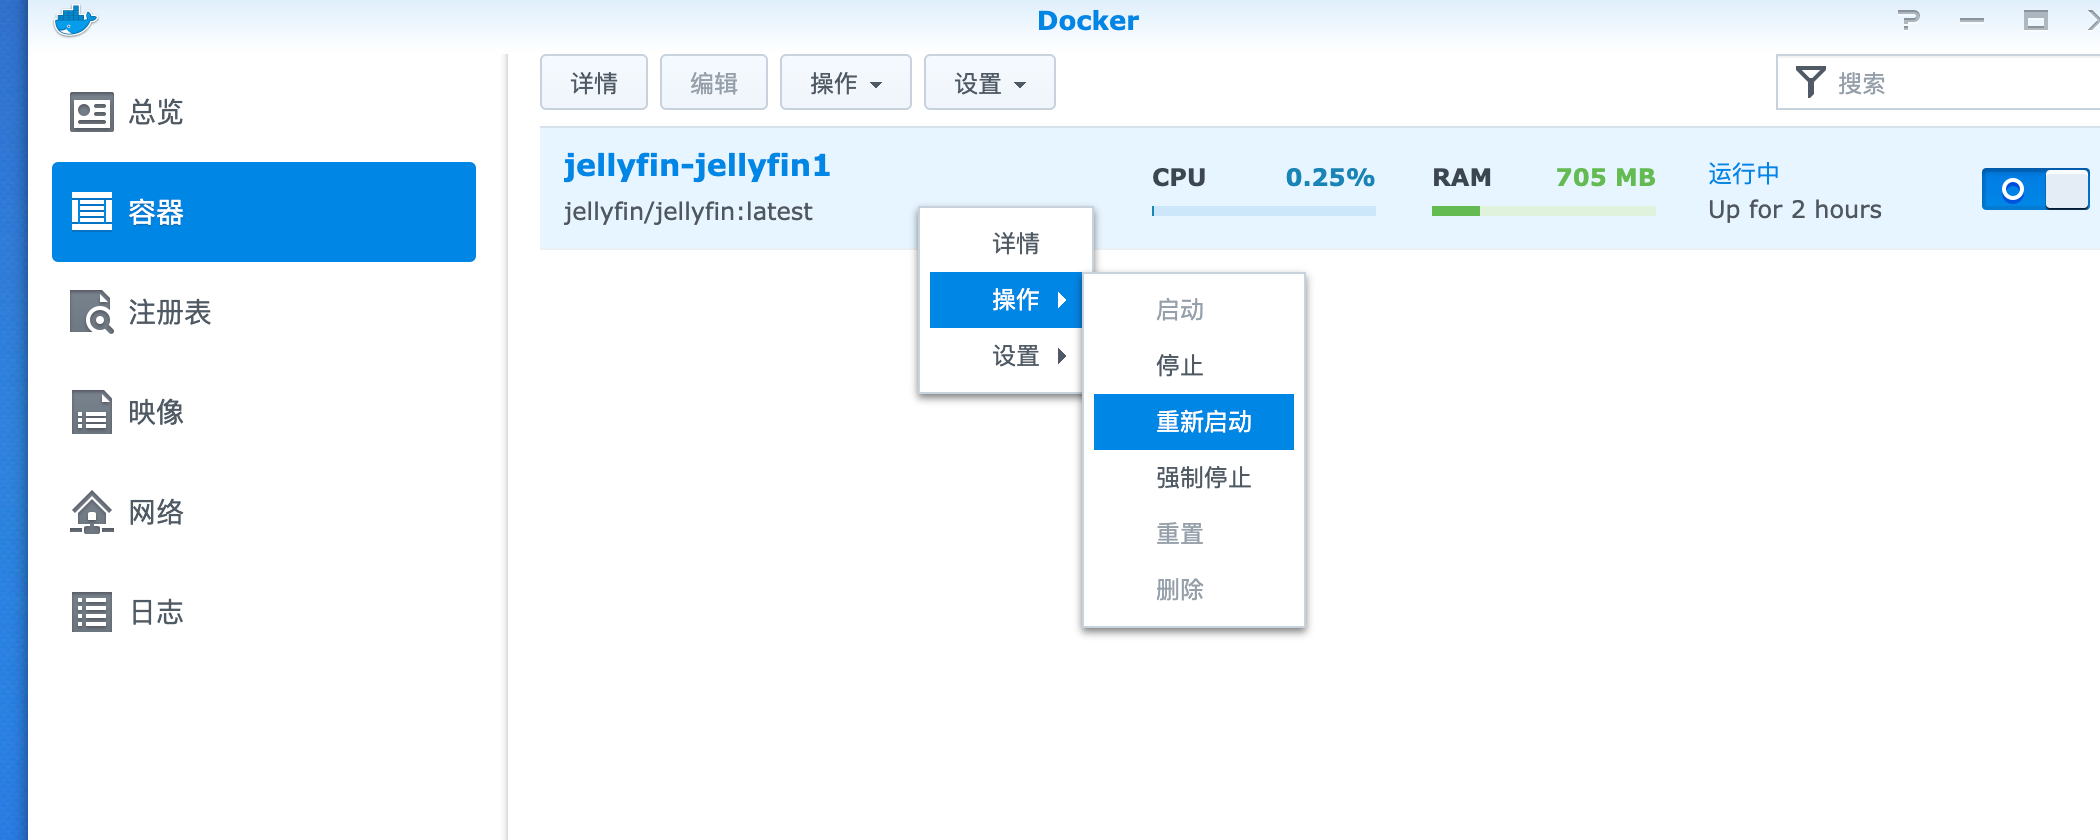 Docker
总览
容器
注册表
映像
网络
日志
详情 编辑 操作 设置 搜索
jellyfin-jellyfin1
jellyfin/jellyfin:latest
CPU 0.25%
RAM 705 MB
运行中
Up for 2 hours
详情
操作
设置
启动
停止
重新启动
强制停止
重置
删除